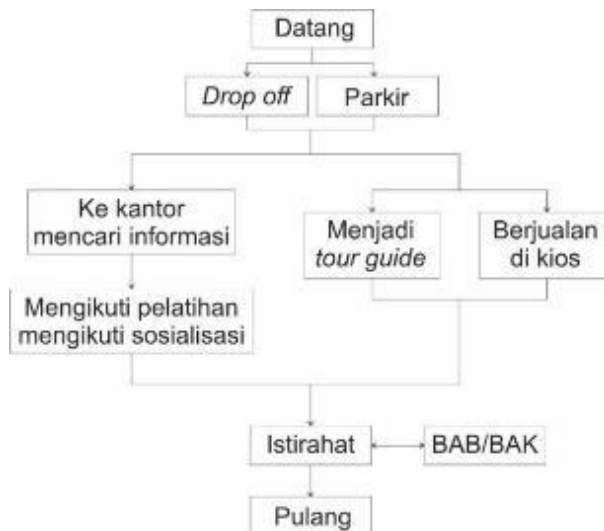 Datang
Drop off
Parkir
Ke kantor
mencari informasi
Menjadi
tour guide
Berjualan
di kios
Mengikuti pelatihan
mengikuti sosialisasi
Istirahat
BAB/BAK
Pulang